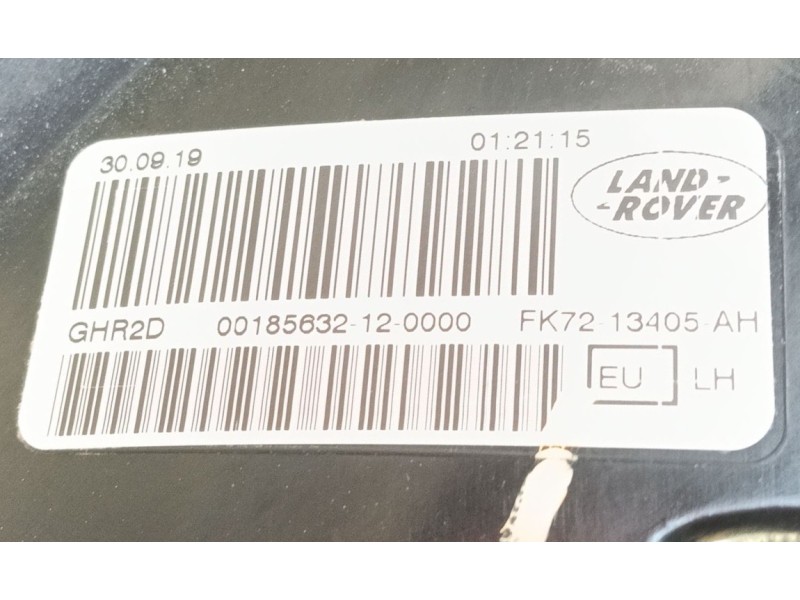 30.09.19 01:21:15
LAND-
-ROVER
GHR2D 00185632-12-0000 FK72-13405-AH
EU LH